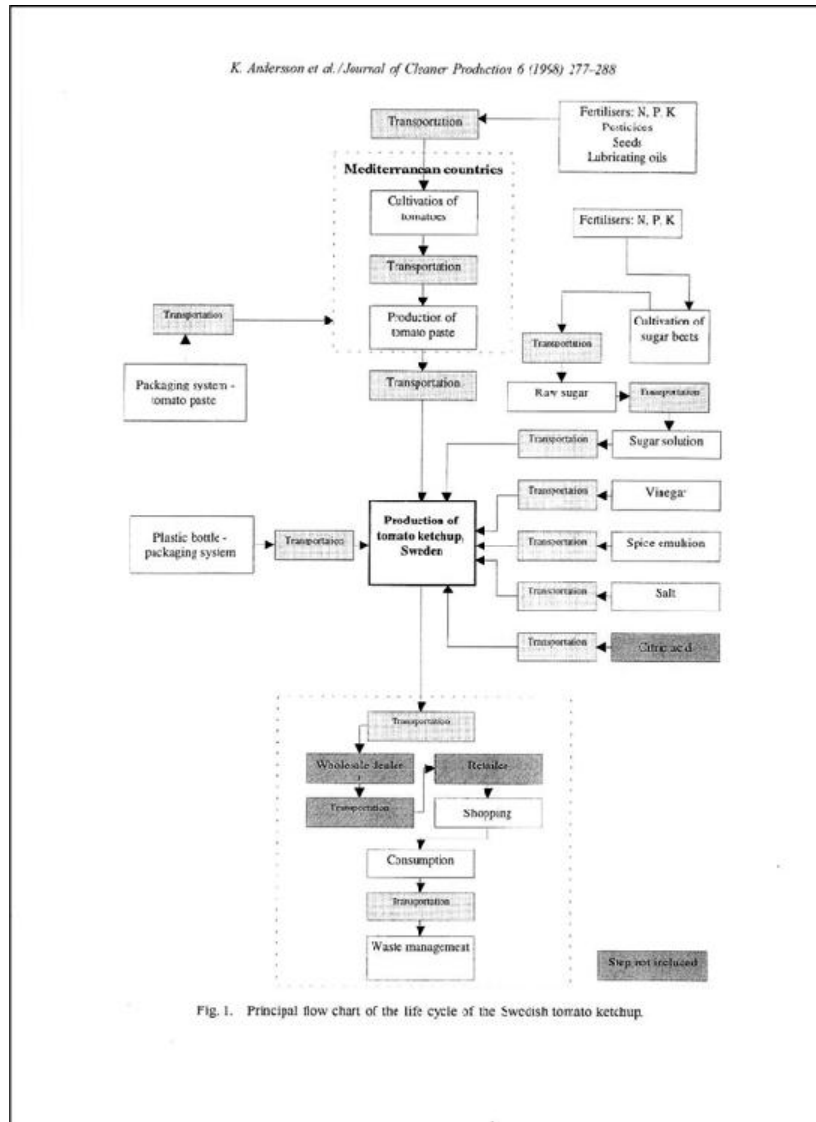 K. Andersson et al. / Journal of Cleaner Production 6 (1998) 277–288
Transportation
Fertilisers: N, P, K
Pesticides
Seeds
Lubricating oils
Mediterranean countries
Cultivation of
tomatoes
Fertilisers: N, P, K
Transportation
Transportation
Production of
tomato paste
Cultivation of
sugar beets
Transportation
Packaging system -
tomato paste
Transportation
Raw sugar
Transportation
Transportation
Sugar solution
Transportation
Vinegar
Plastic bottle -
packaging system
Transportation
Production of
tomato ketchup,
Sweden
Transportation
Spice emulsion
Transportation
Salt
Transportation
Citric acid
Transportation
Wholesale dealer
Retailer
Transportation
Shopping
Consumption
Transportation
Waste management
Step not included
Fig. 1. Principal flow chart of the life cycle of the Swedish tomato ketchup.